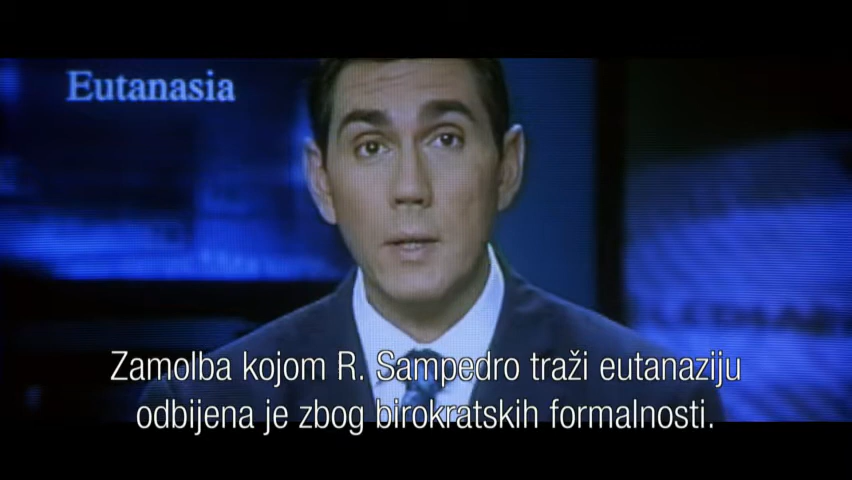 Eutanasia
Zamolba kojom R. Sampedro traži eutanaziju
odbijena je zbog birokratskih formalnosti.